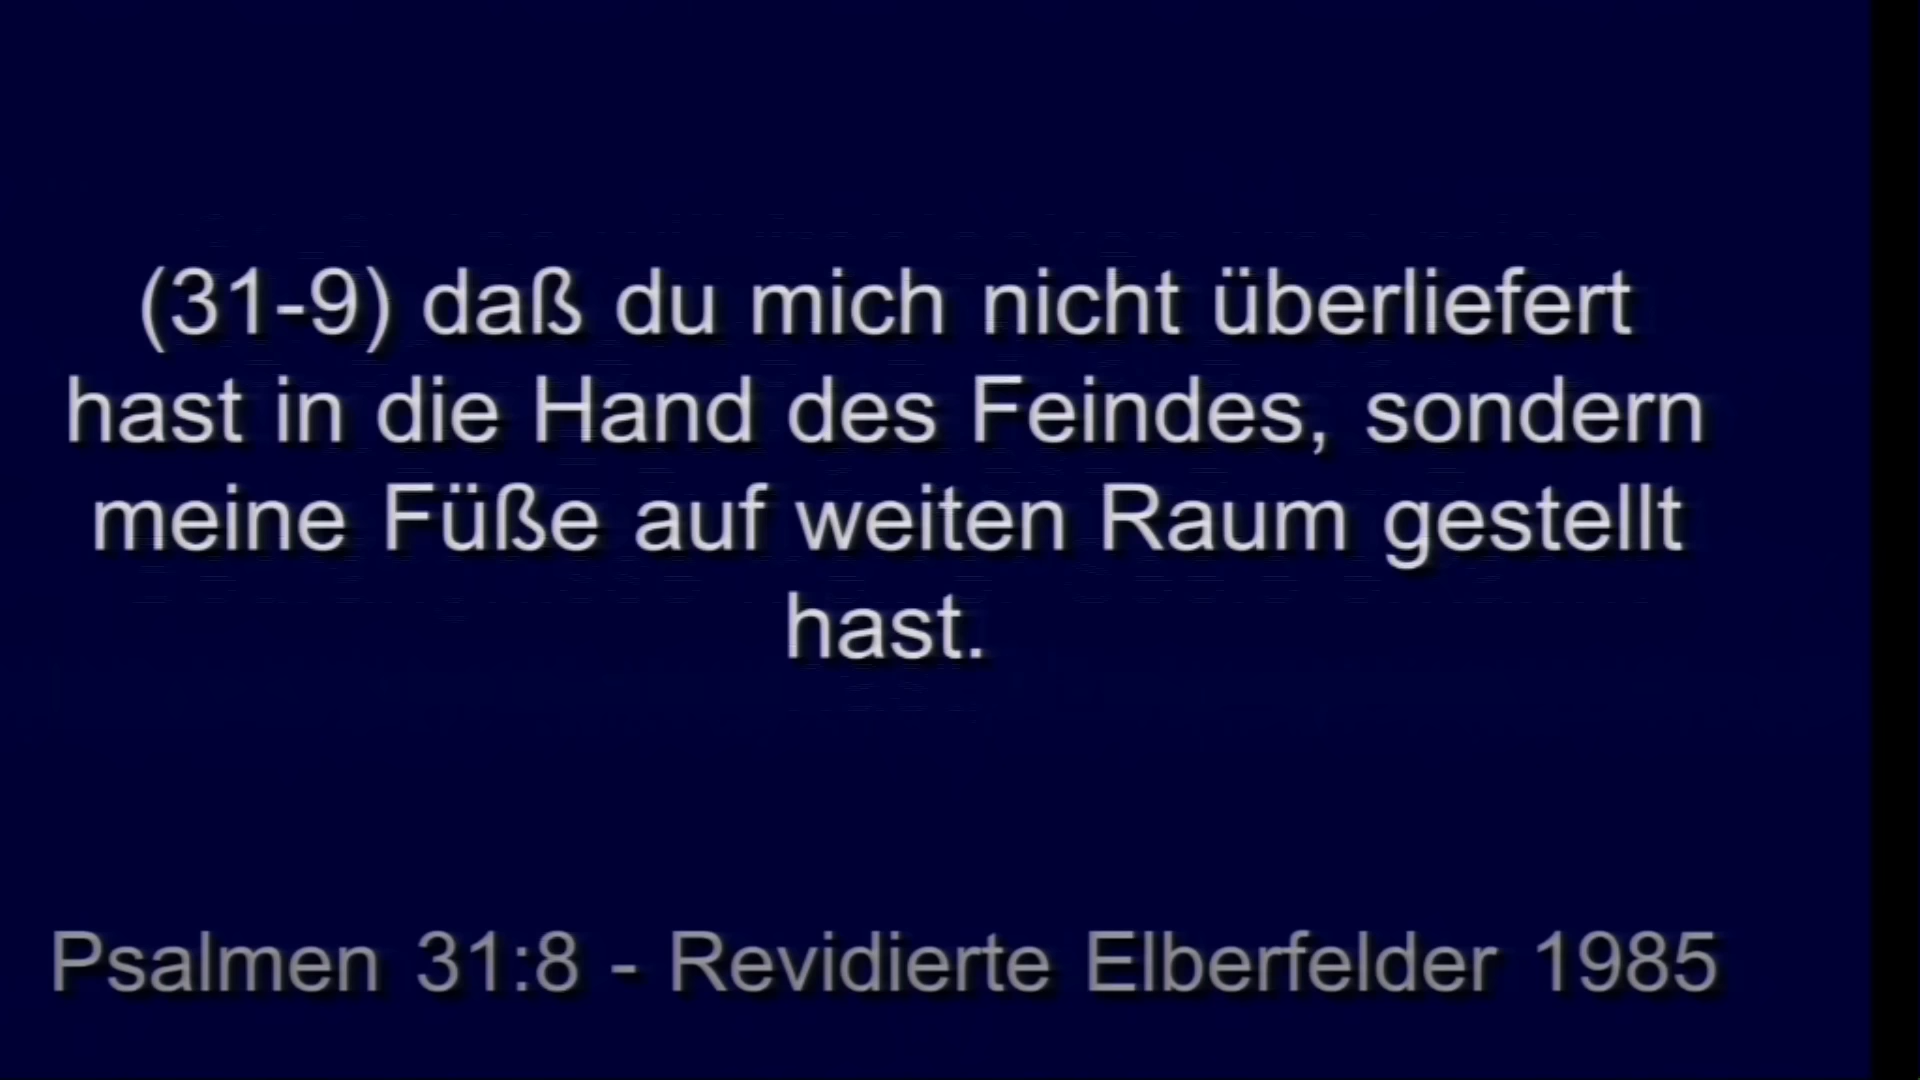 (31-9) daß du mich nicht überliefert
hast in die Hand des Feindes, sondern
meine Füße auf weiten Raum gestellt
hast.
Psalmen 31:8 - Revidierte Elberfelder 1985